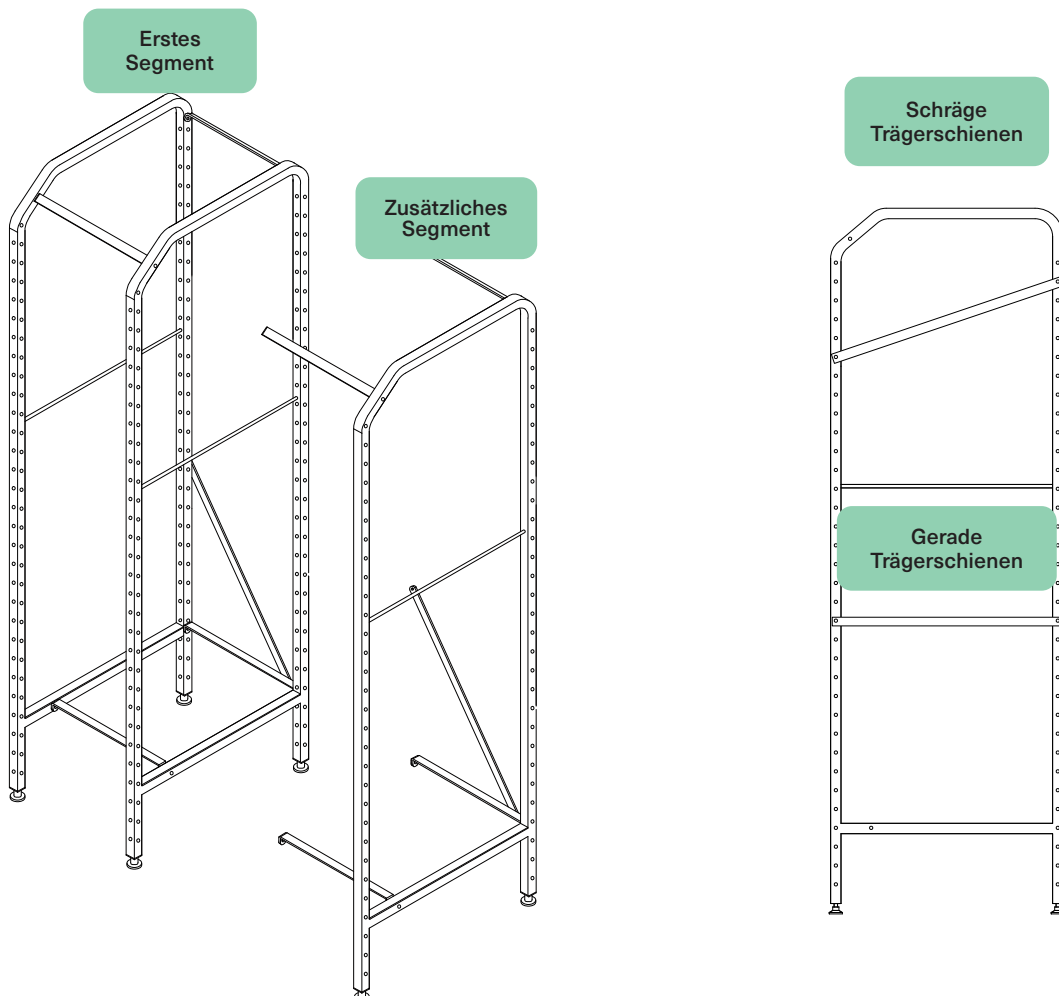 Erstes
Segment
Zusätzliches
Segment
Schräge
Trägerschienen
Gerade
Trägerschienen